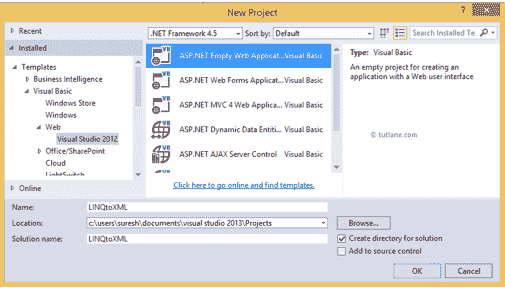 New Project
?
Recent
.NET Framework 4.5
Sort by: Default
Search Installed Te
Installed
Templates
Business Intelligence
Visual Basic
Windows Store
Windows
Web
Visual Studio 2012
Office/SharePoint
Cloud
LightSwitch
Online
VB
ASP.NET Empty Web Applicat... Visual Basic
VB
ASP.NET Web Forms Applicat... Visual Basic
VB
ASP.NET MVC 4 Web Applica... Visual Basic
VB
ASP.NET Dynamic Data Entiti... Visual Basic
VB
ASP.NET AJAX Server Control Visual Basic
VB
Click here to go online and find templates.
Type: Visual Basic
An empty project for creating an
application with a Web user interface
© tutlane.com
Name: LINQtoXML
Location: c:\users\suresh\documents\visual studio 2013\Projects
Browse...
Solution name: LINQtoXML
Create directory for solution
Add to source control
OK
Cancel